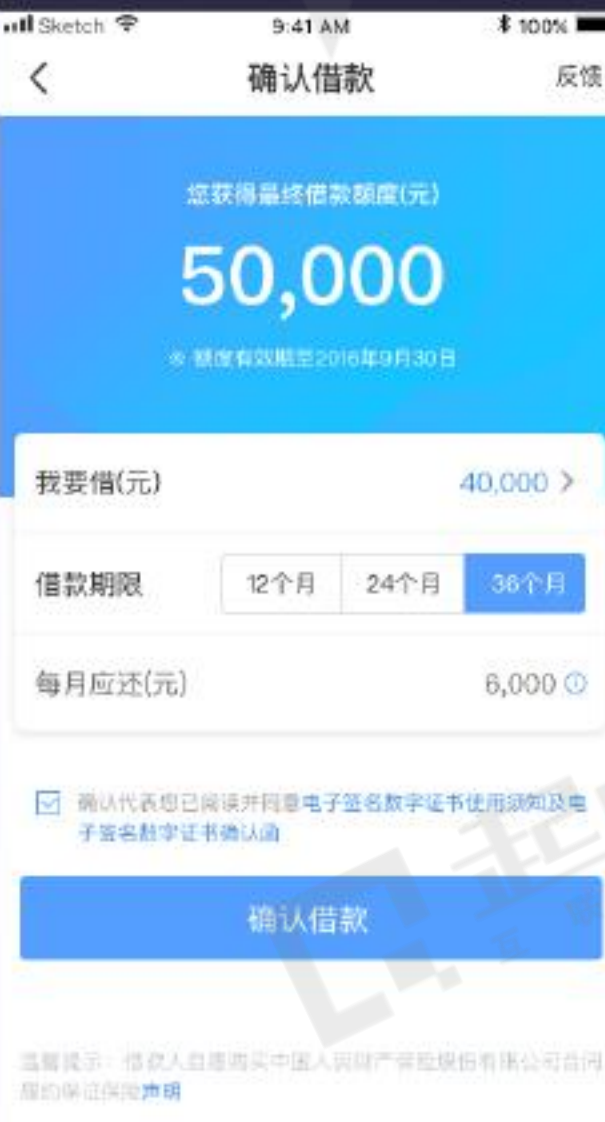 Sketch 9:41 AM 100%
确认借款 反馈
您获得最终借款额度(元)
50,000
※ 额度有效期至2016年9月30日
我要借(元) 40,000
借款期限 12个月 24个月 36个月
每月应还(元) 6,000
确认代表您已阅读并同意电子签名数字证书使用须知及电
子签名数字证书确认函
确认借款
温馨提示：借款人自愿购买中国人民财产保险股份有限公司合同
履约保证保险声明